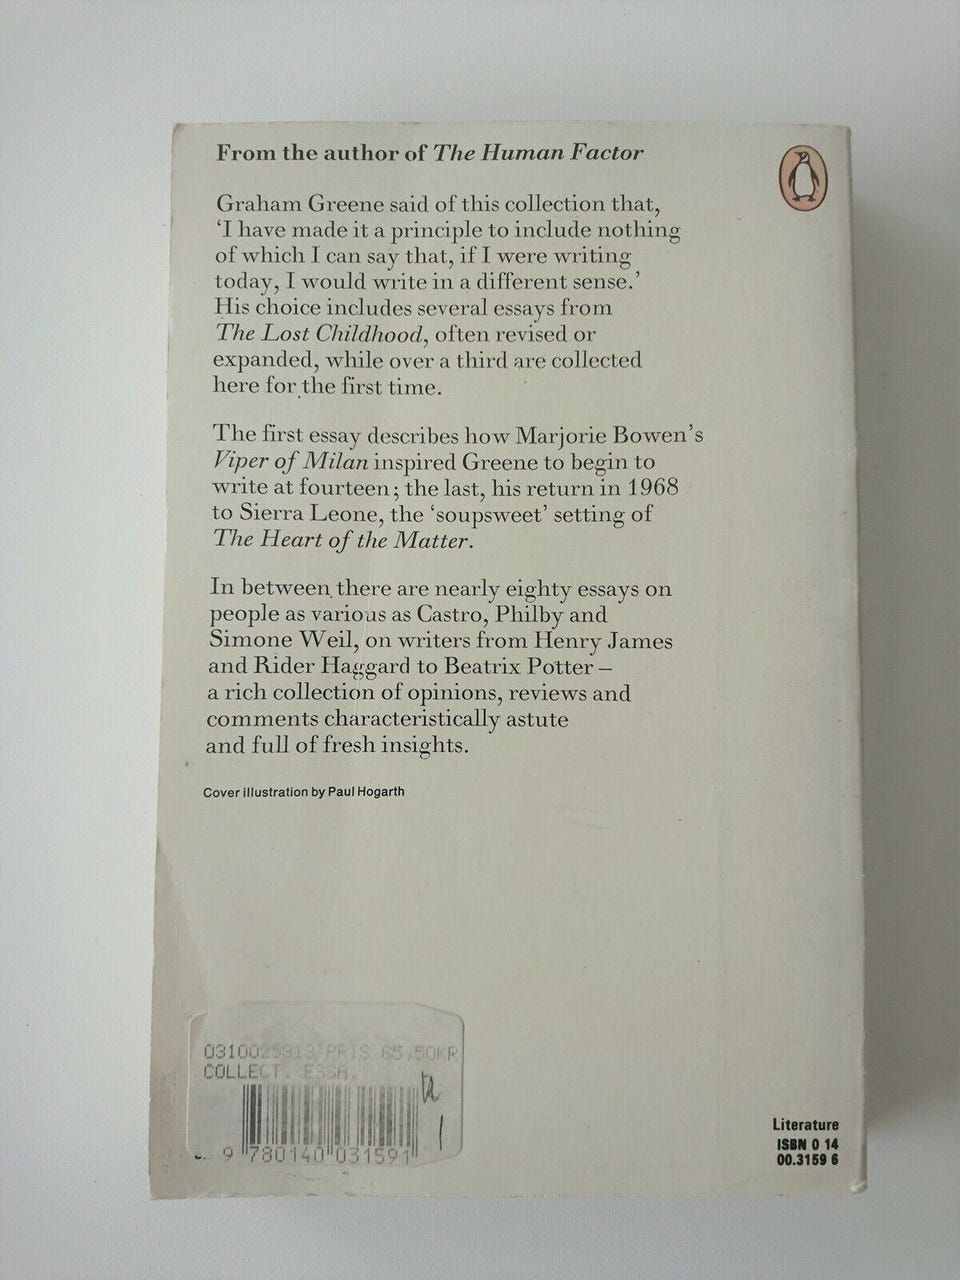 From the author of The Human Factor
Graham Greene said of this collection that,
‘I have made it a principle to include nothing
of which I can say that, if I were writing
today, I would write in a different sense.’
His choice includes several essays from
The Lost Childhood, often revised or
expanded, while over a third are collected
here for the first time.
The first essay describes how Marjorie Bowen’s
Viper of Milan inspired Greene to begin to
write at fourteen; the last, his return in 1968
to Sierra Leone, the ‘soupsweet’ setting of
The Heart of the Matter.
In between there are nearly eighty essays on
people as various as Castro, Philby and
Simone Weil, on writers from Henry James
and Rider Haggard to Beatrix Potter –
a rich collection of opinions, reviews and
comments characteristically astute
and full of fresh insights.
Cover illustration by Paul Hogarth
PRIS 65.50KR
COLLECT. ESSA.
9 780140 031591
Literature
ISBN 0 14
00.3159 6